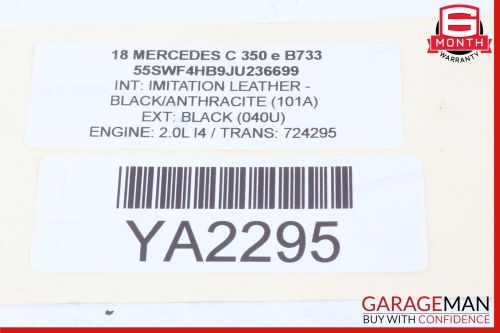 6
MONTH
18 MERCEDES C 350 e B733
55SWF4HB9JU236699
INT: IMITATION LEATHER -
BLACK/ANTHRACITE (101A)
EXT: BLACK (040U)
ENGINE: 2.0L I4 / TRANS: 724295
YA2295
GARAGEMAN
BUY WITH CONFIDENCE